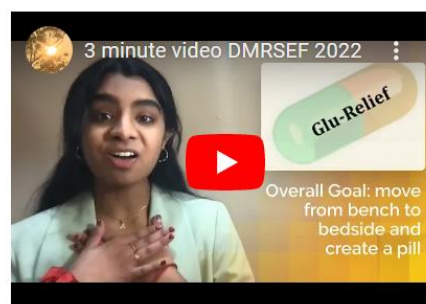 3 minute video DMRSEF 2022
Glu-Relief
Overall Goal: move
from bench to
bedside and
create a pill